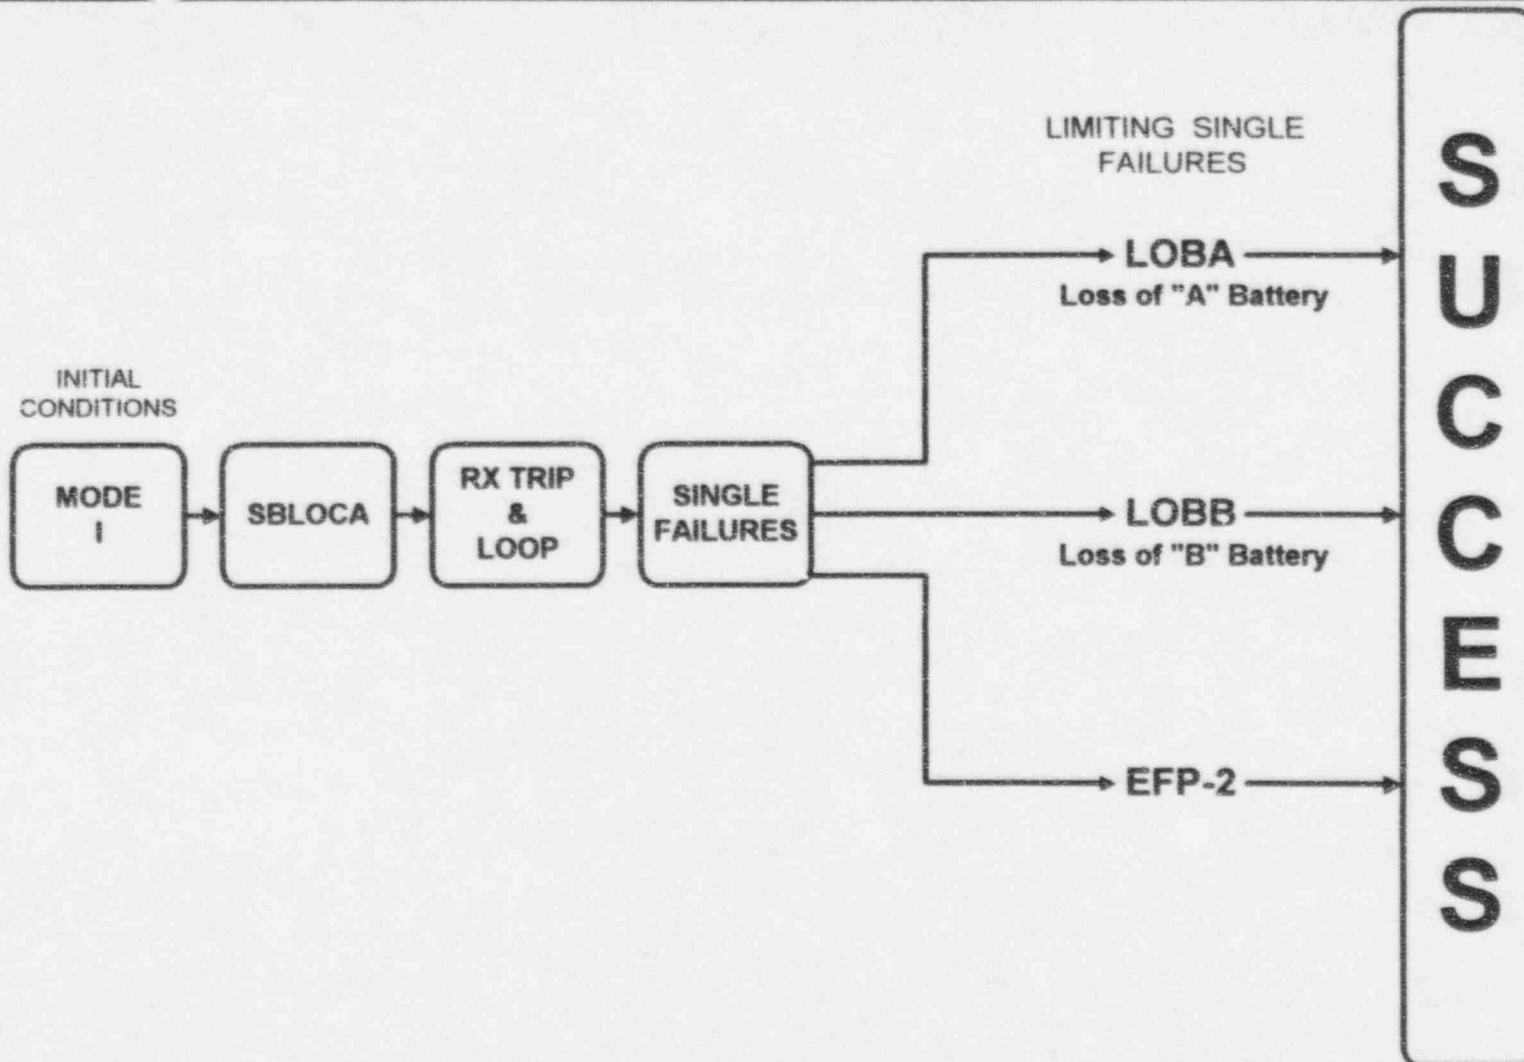 LIMITING SINGLE
FAILURES
LOBA
Loss of "A" Battery
INITIAL
CONDITIONS
MODE
I
SBLOCA
RX TRIP
&
LOOP
SINGLE
FAILURES
LOBB
Loss of "B" Battery
EFP-2
SUCCESS